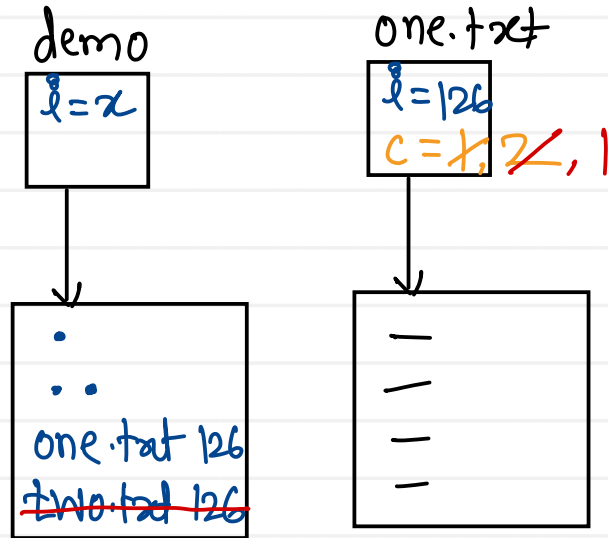 demo
i=x
.
..
one.txt 126
two.txt 126
one.txt
i=126
c=1, 2, 1